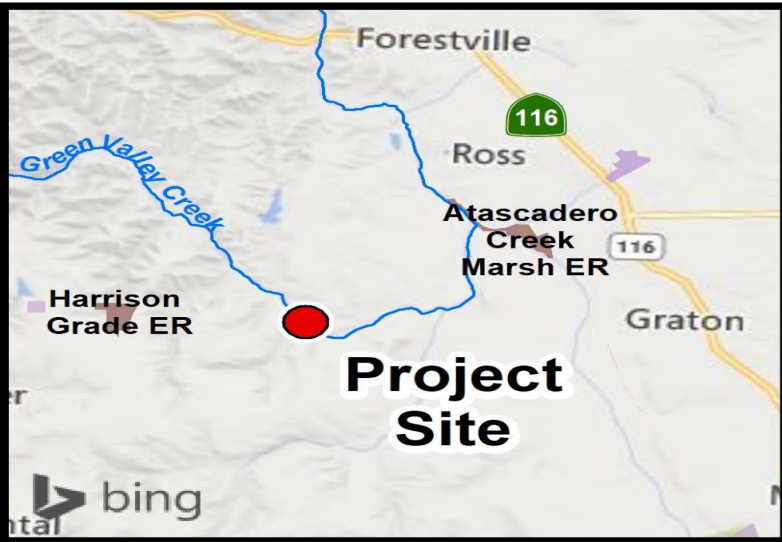 Forestville
116
Ross
Green Valley Creek
Atascadero
Creek
Marsh ER
116
Harrison
Grade ER
Graton
Project
Site
bing